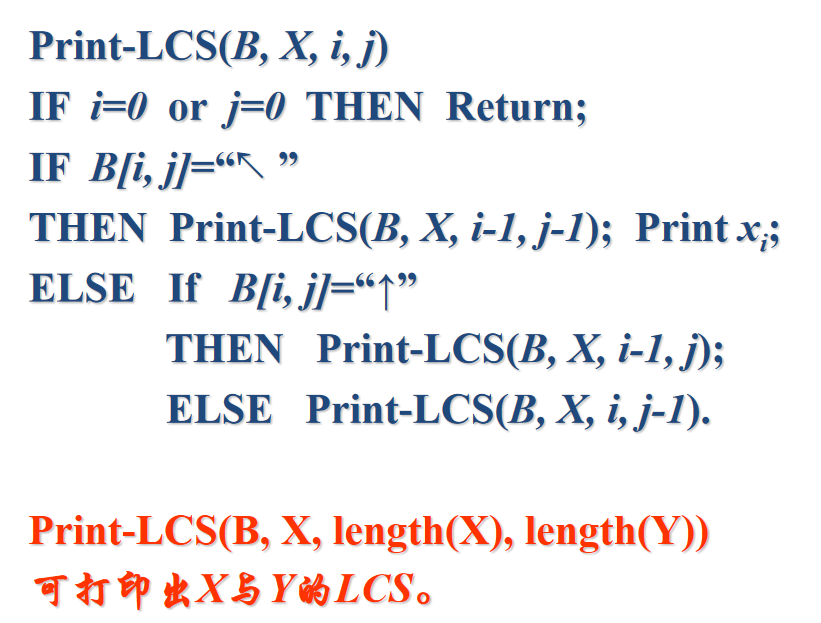 Print-LCS(B, X, i, j)
IF i=0 or j=0 THEN Return;
IF B[i, j]=“↖ ”
THEN Print-LCS(B, X, i-1, j-1); Print xᵢ;
ELSE If B[i, j]=“↑”
THEN Print-LCS(B, X, i-1, j);
ELSE Print-LCS(B, X, i, j-1).
Print-LCS(B, X, length(X), length(Y))
可打印出X与Y的LCS。